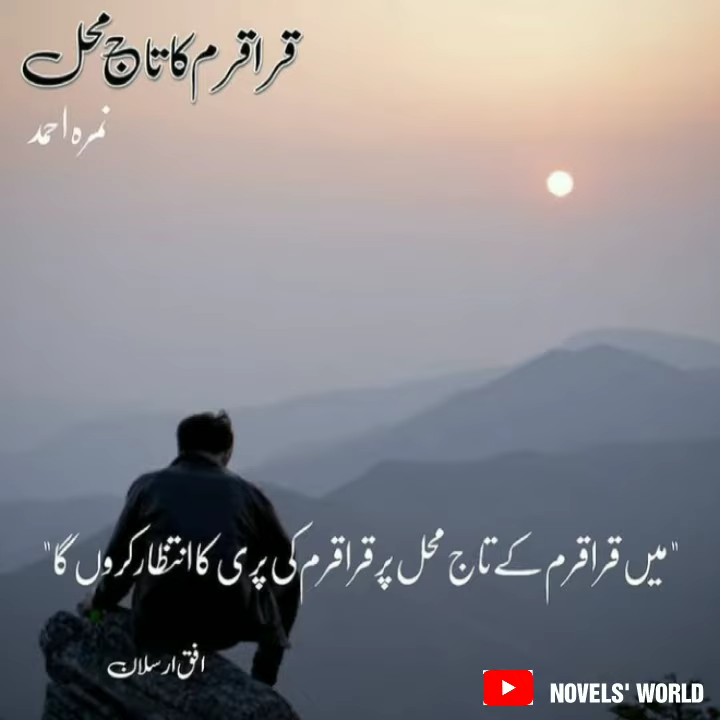 قراقرم کا تاج محل
نمرہ احمد
"میں قراقرم کے تاج محل پر قراقرم کی پری کا انتظار کروں گا"
افق ارسلان
NOVELS' WORLD